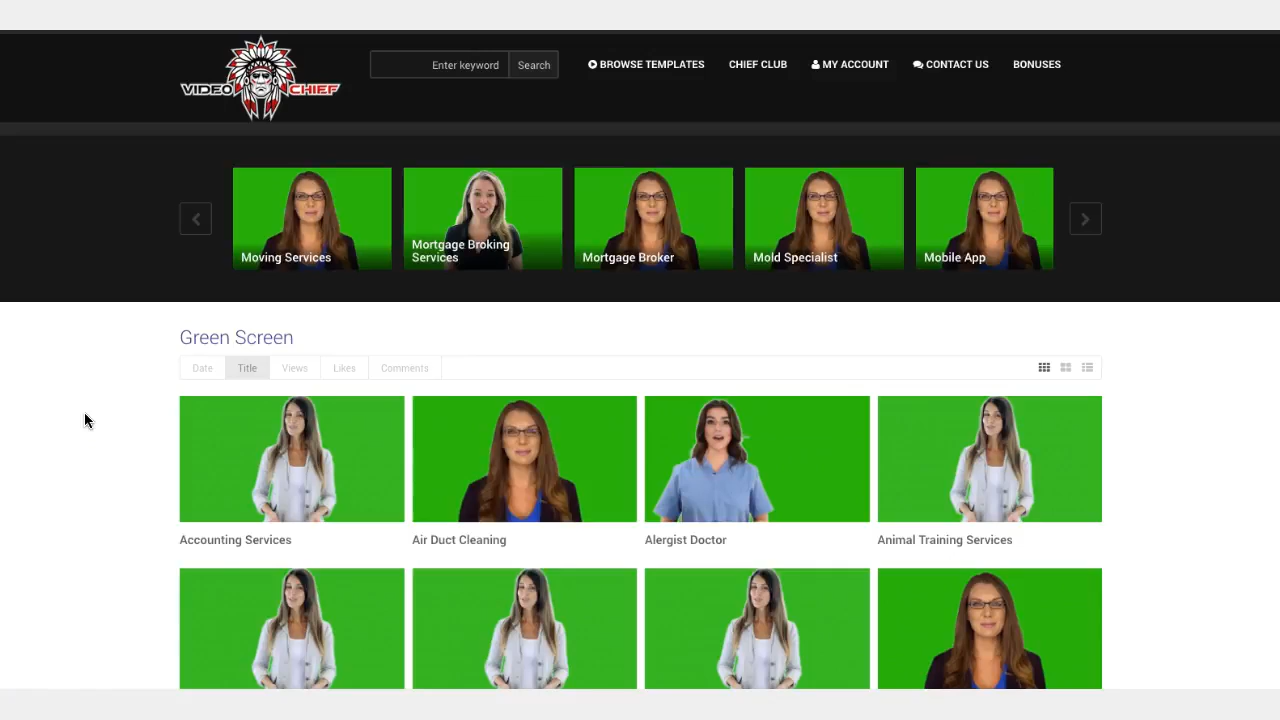 VIDEO CHIEF
Enter keyword
Search
BROWSE TEMPLATES
CHIEF CLUB
MY ACCOUNT
CONTACT US
BONUSES
Moving Services
Mortgage Broking
Services
Mortgage Broker
Mold Specialist
Mobile App
Green Screen
Date
Title
Views
Likes
Comments
Accounting Services
Air Duct Cleaning
Alergist Doctor
Animal Training Services